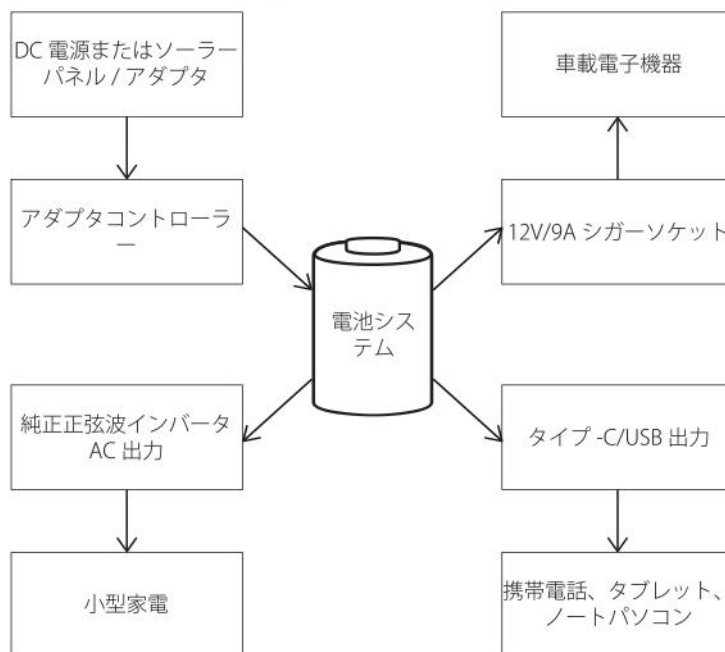 DC 電源またはソーラー
パネル / アダプタ
車載電子機器
アダプタコントローラ
ー
12V/9A シガーソケット
電池シス
テム
純正正弦波インバータ
AC 出力
タイプ -C/USB 出力
小型家電
携帯電話、タブレット、
ノートパソコン